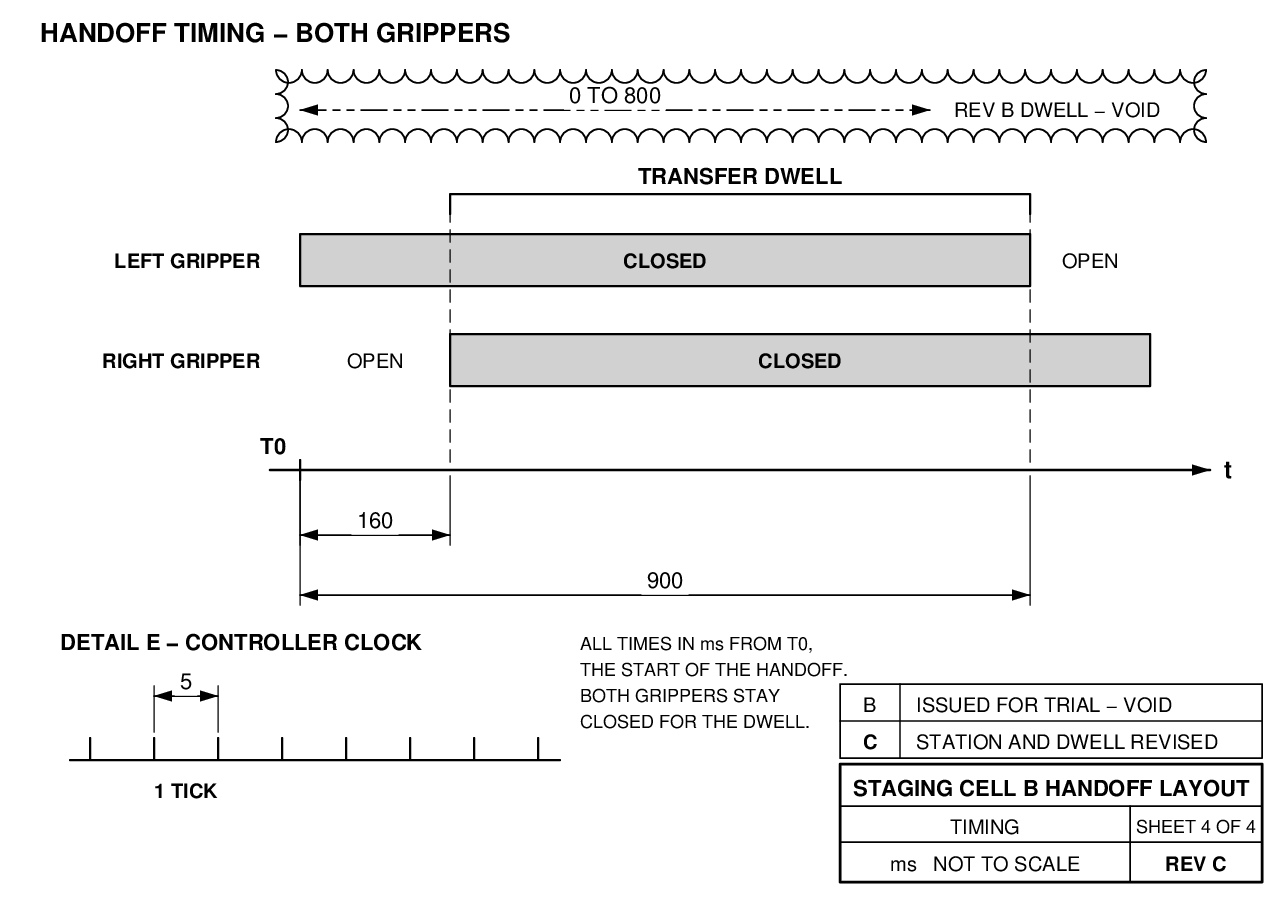 HANDOFF TIMING – BOTH GRIPPERS
0 TO 800
REV B DWELL – VOID
TRANSFER DWELL
LEFT GRIPPER
CLOSED
OPEN
RIGHT GRIPPER
OPEN
CLOSED
T0
t
160
900
DETAIL E – CONTROLLER CLOCK
5
1 TICK
ALL TIMES IN ms FROM T0,
THE START OF THE HANDOFF.
BOTH GRIPPERS STAY
CLOSED FOR THE DWELL.
B ISSUED FOR TRIAL – VOID
C STATION AND DWELL REVISED
STAGING CELL B HANDOFF LAYOUT
TIMING SHEET 4 OF 4
ms NOT TO SCALE REV C